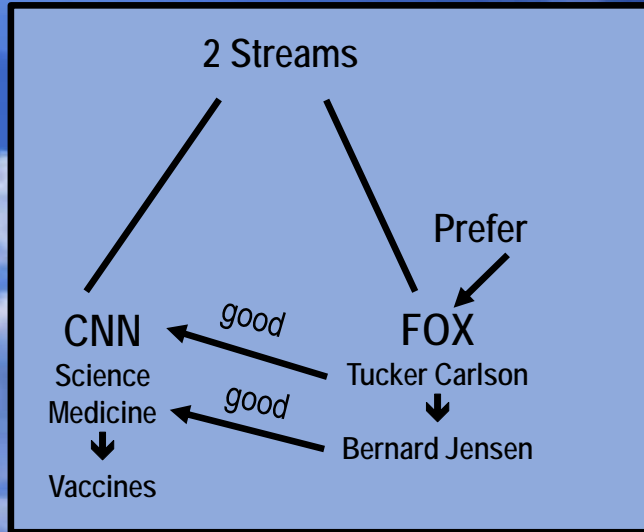 2 Streams
Prefer
CNN
Science
Medicine
Vaccines
good
good
FOX
Tucker Carlson
Bernard Jensen